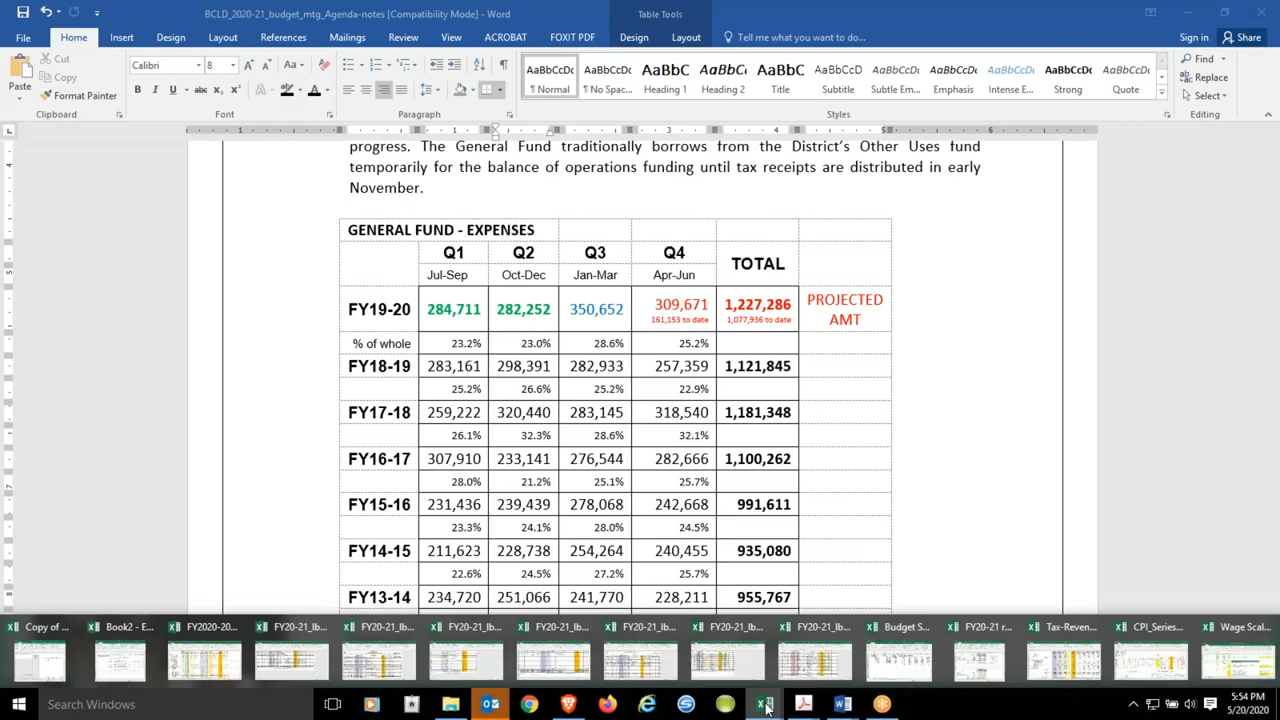 BCLD_2020-21_budget_mtg_Agenda-notes [Compatibility Mode] - Word
Table Tools
File Home Insert Design Layout References Mailings Review View ACROBAT FOXIT PDF Design Layout Tell me what you want to do... Sign in Share
Paste
Cut
Copy
Format Painter
Calibri 8
AaBbCcDc AaBbCcDc AaBbC AaBbCc AaBbC AaBbCcD AaBbCcDc AaBbCcDc AaBbCcDc AaBbCcDc AaBbCcDc
¶ Normal ¶ No Spac... Heading 1 Heading 2 Title Subtitle Subtle Em... Emphasis Intense E... Strong Quote
Find
Replace
Select
Clipboard Font Paragraph Styles Editing
progress. The General Fund traditionally borrows from the District's Other Uses fund
temporarily for the balance of operations funding until tax receipts are distributed in early
November.
GENERAL FUND - EXPENSES
Q1 Q2 Q3 Q4 TOTAL
Jul-Sep Oct-Dec Jan-Mar Apr-Jun
FY19-20 284,711 282,252 350,652 309,671 1,227,286 PROJECTED
161,153 to date 1,077,936 to date AMT
% of whole 23.2% 23.0% 28.6% 25.2%
FY18-19 283,161 298,391 282,933 257,359 1,121,845
25.2% 26.6% 25.2% 22.9%
FY17-18 259,222 320,440 283,145 318,540 1,181,348
26.1% 32.3% 28.6% 32.1%
FY16-17 307,910 233,141 276,544 282,666 1,100,262
28.0% 21.2% 25.1% 25.7%
FY15-16 231,436 239,439 278,068 242,668 991,611
23.3% 24.1% 28.0% 24.5%
FY14-15 211,623 228,738 254,264 240,455 935,080
22.6% 24.5% 27.2% 25.7%
FY13-14 234,720 251,066 241,770 228,211 955,767
Copy of ... Book2 - E... FY2020-20... FY20-21_lb... FY20-21_lb... FY20-21_lb... FY20-21_lb... FY20-21_lb... FY20-21_lb... FY20-21_lb... Budget S... FY20-21 r... Tax-Reven... CPI_Series... Wage Scal...
Search Windows
5:54 PM
5/20/2020